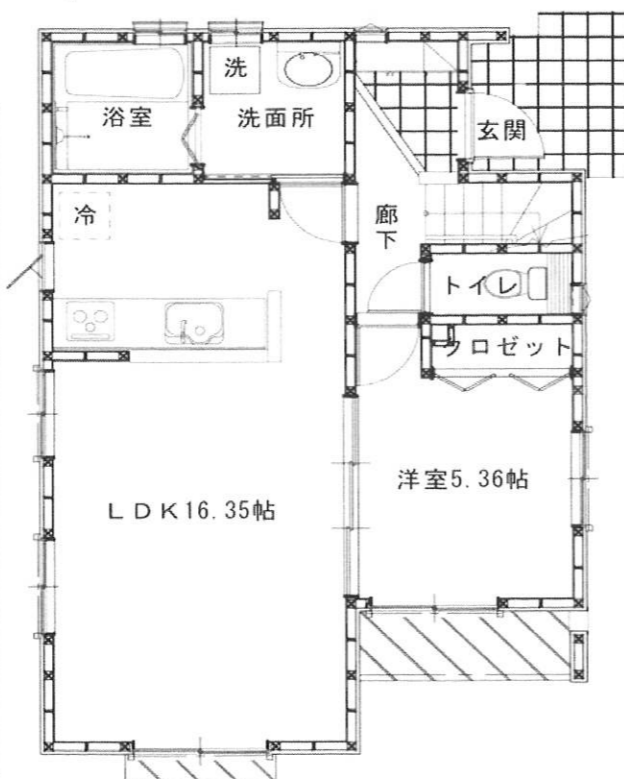 洗
浴室
洗面所
玄関
冷
廊下
トイレ
クロゼット
洋室5.36帖
LDK16.35帖